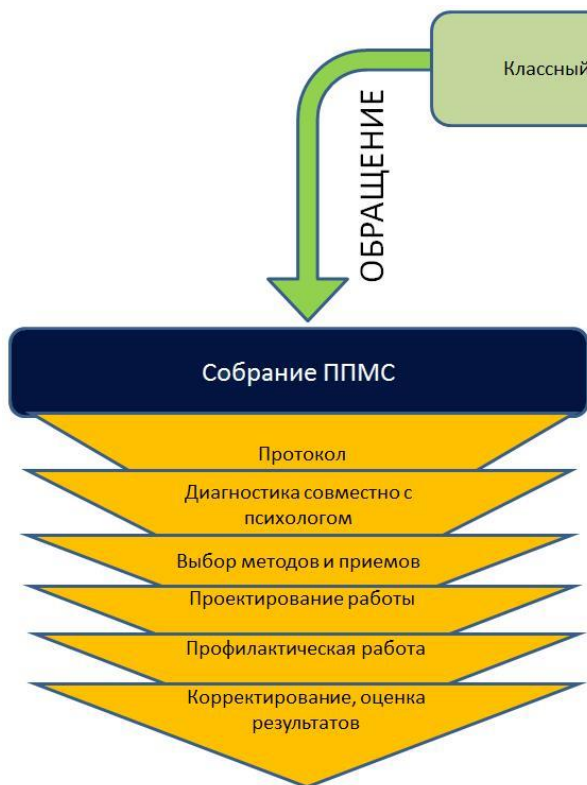 Классный
ОБРАЩЕНИЕ
Собрание ППМС
Протокол
Диагностика совместно с
психологом
Выбор методов и приемов
Проектирование работы
Профилактическая работа
Корректирование, оценка
результатов